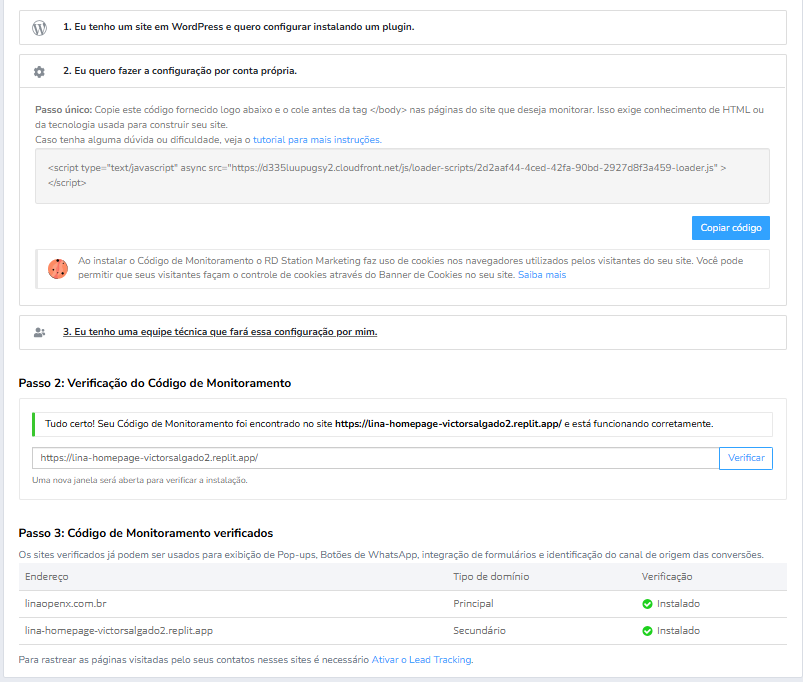 1. Eu tenho um site em WordPress e quero configurar instalando um plugin.
2. Eu quero fazer a configuração por conta própria.
Passo único: Copie este código fornecido logo abaixo e o cole antes da tag </body> nas páginas do site que deseja monitorar. Isso exige conhecimento de HTML ou
da tecnologia usada para construir seu site.
Caso tenha alguma dúvida ou dificuldade, veja o tutorial para mais instruções.
<script type="text/javascript" async src="https://d335luupugsy2.cloudfront.net/js/loader-scripts/2d2aaf44-4ced-42fa-90bd-2927d8f3a459-loader.js" >
</script>
Copiar código
Ao instalar o Código de Monitoramento o RD Station Marketing faz uso de cookies nos navegadores utilizados pelos visitantes do seu site. Você pode
permitir que seus visitantes façam o controle de cookies através do Banner de Cookies no seu site. Saiba mais
3. Eu tenho uma equipe técnica que fará essa configuração por mim.
Passo 2: Verificação do Código de Monitoramento
Tudo certo! Seu Código de Monitoramento foi encontrado no site https://lina-homepage-victorsalgado2.replit.app/ e está funcionando corretamente.
https://lina-homepage-victorsalgado2.replit.app/ Verificar
Uma nova janela será aberta para verificar a instalação.
Passo 3: Código de Monitoramento verificados
Os sites verificados já podem ser usados para exibição de Pop-ups, Botões de WhatsApp, integração de formulários e identificação do canal de origem das conversões.
Endereço Tipo de domínio Verificação
linaopenx.com.br Principal Instalado
lina-homepage-victorsalgado2.replit.app Secundário Instalado
Para rastrear as páginas visitadas pelo seus contatos nesses sites é necessário Ativar o Lead Tracking.